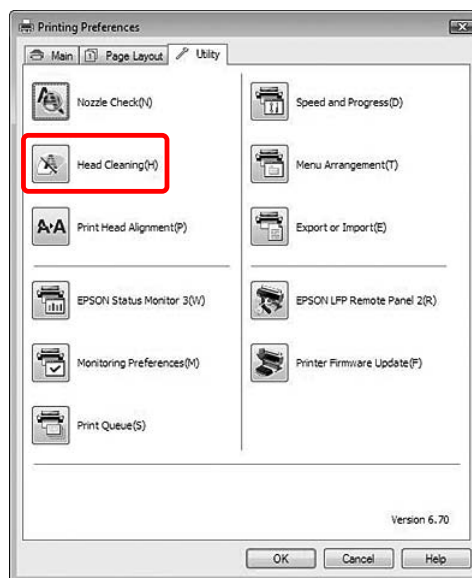 Printing Preferences
Main
Page Layout
Utility
Nozzle Check(N)
Speed and Progress(D)
Head Cleaning(H)
Menu Arrangement(T)
Print Head Alignment(P)
Export or Import(E)
EPSON Status Monitor 3(W)
EPSON LFP Remote Panel 2(R)
Monitoring Preferences(M)
Printer Firmware Update(F)
Print Queue(S)
Version 6.70
OK
Cancel
Help